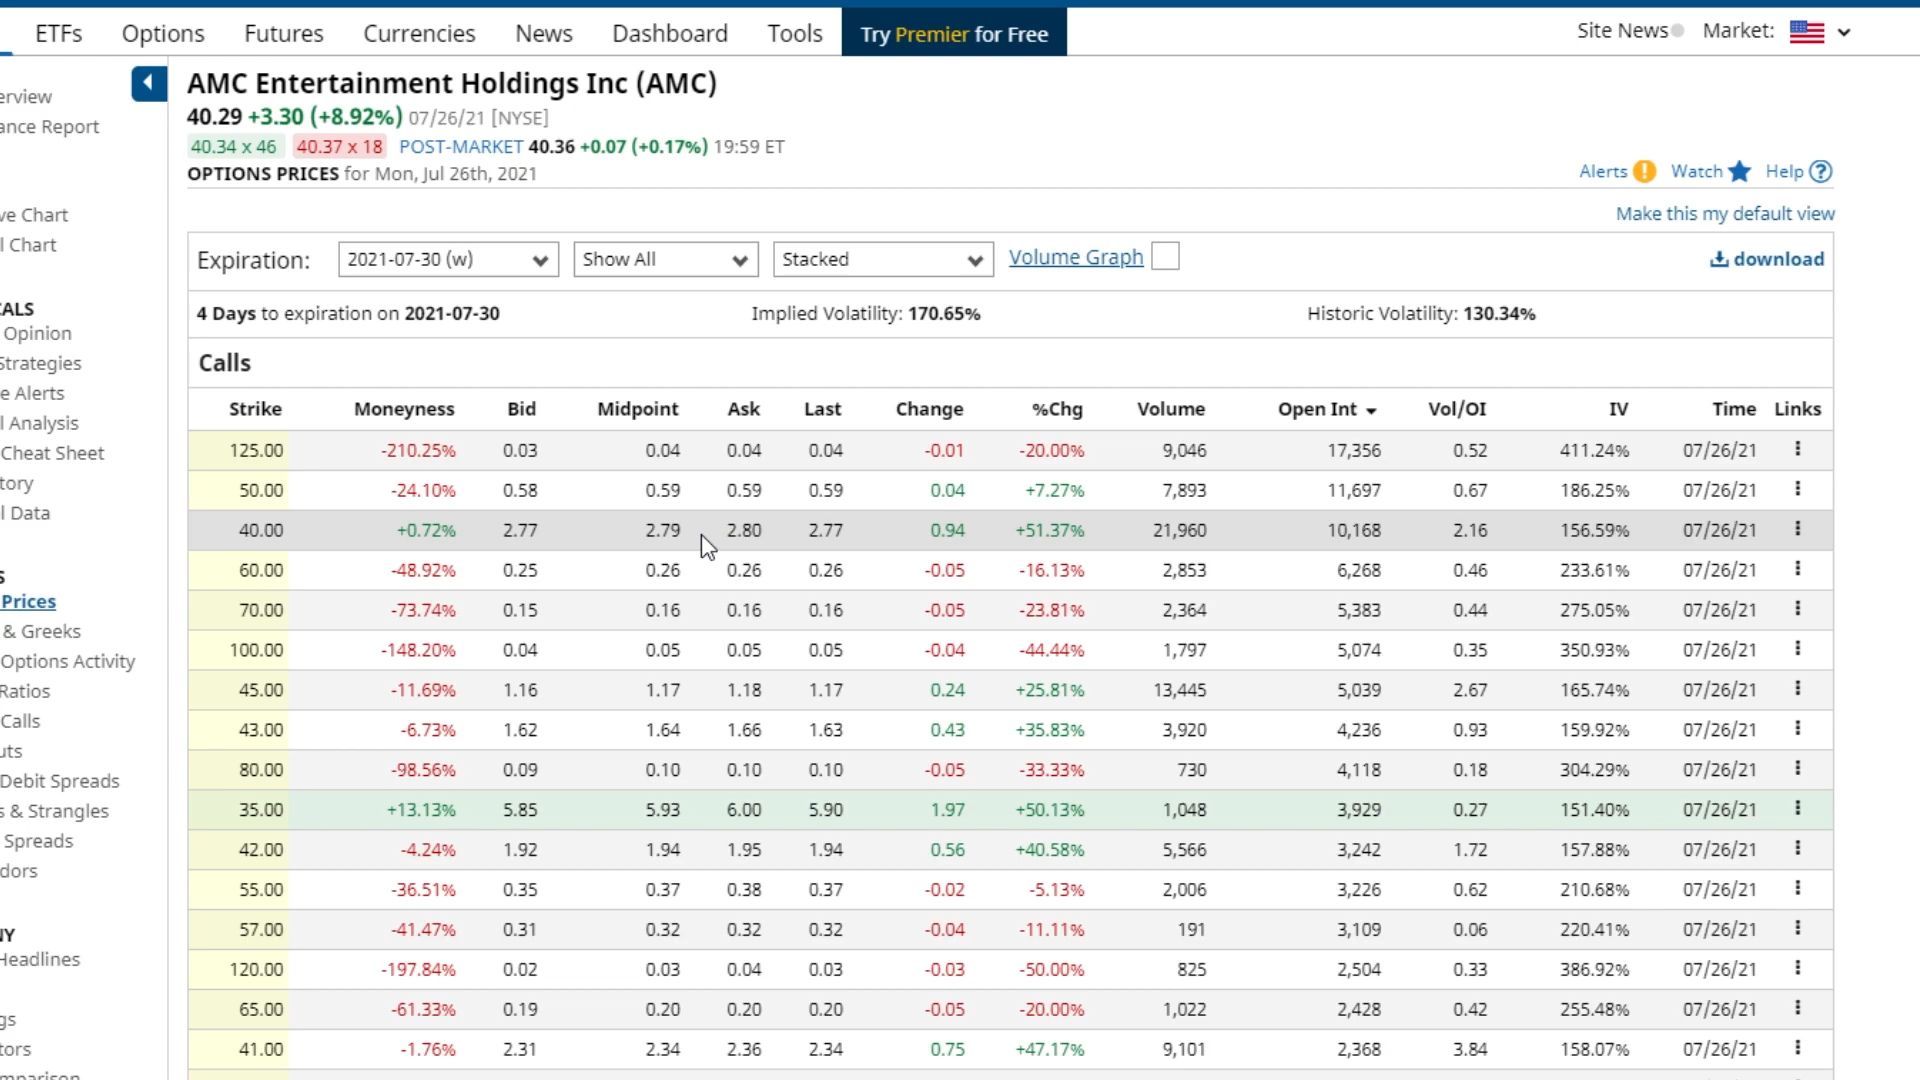 ETFs Options Futures Currencies News Dashboard Tools Try Premier for Free Site News Market:
AMC Entertainment Holdings Inc (AMC)
40.29 +3.30 (+8.92%) 07/26/21 [NYSE]
40.34 x 46 40.37 x 18 POST-MARKET 40.36 +0.07 (+0.17%) 19:59 ET
OPTIONS PRICES for Mon, Jul 26th, 2021
Alerts ! Watch Help ?
Make this my default view
erview
ance Report
ve Chart
l Chart
CALS
Opinion
Strategies
e Alerts
l Analysis
Cheat Sheet
tory
l Data
S
Prices
& Greeks
Options Activity
Ratios
Calls
uts
Debit Spreads
s & Strangles
Spreads
dors
NY
Headlines
gs
tors
mparison
Expiration: 2021-07-30 (w) Show All Stacked Volume Graph download
4 Days to expiration on 2021-07-30 Implied Volatility: 170.65% Historic Volatility: 130.34%
Calls
Strike Moneyness Bid Midpoint Ask Last Change %Chg Volume Open Int Vol/OI IV Time Links
125.00 -210.25% 0.03 0.04 0.04 0.04 -0.01 -20.00% 9,046 17,356 0.52 411.24% 07/26/21
50.00 -24.10% 0.58 0.59 0.59 0.59 0.04 +7.27% 7,893 11,697 0.67 186.25% 07/26/21
40.00 +0.72% 2.77 2.79 2.80 2.77 0.94 +51.37% 21,960 10,168 2.16 156.59% 07/26/21
60.00 -48.92% 0.25 0.26 0.26 0.26 -0.05 -16.13% 2,853 6,268 0.46 233.61% 07/26/21
70.00 -73.74% 0.15 0.16 0.16 0.16 -0.05 -23.81% 2,364 5,383 0.44 275.05% 07/26/21
100.00 -148.20% 0.04 0.05 0.05 0.05 -0.04 -44.44% 1,797 5,074 0.35 350.93% 07/26/21
45.00 -11.69% 1.16 1.17 1.18 1.17 0.24 +25.81% 13,445 5,039 2.67 165.74% 07/26/21
43.00 -6.73% 1.62 1.64 1.66 1.63 0.43 +35.83% 3,920 4,236 0.93 159.92% 07/26/21
80.00 -98.56% 0.09 0.10 0.10 0.10 -0.05 -33.33% 730 4,118 0.18 304.29% 07/26/21
35.00 +13.13% 5.85 5.93 6.00 5.90 1.97 +50.13% 1,048 3,929 0.27 151.40% 07/26/21
42.00 -4.24% 1.92 1.94 1.95 1.94 0.56 +40.58% 5,566 3,242 1.72 157.88% 07/26/21
55.00 -36.51% 0.35 0.37 0.38 0.37 -0.02 -5.13% 2,006 3,226 0.62 210.68% 07/26/21
57.00 -41.47% 0.31 0.32 0.32 0.32 -0.04 -11.11% 191 3,109 0.06 220.41% 07/26/21
120.00 -197.84% 0.02 0.03 0.04 0.03 -0.03 -50.00% 825 2,504 0.33 386.92% 07/26/21
65.00 -61.33% 0.19 0.20 0.20 0.20 -0.05 -20.00% 1,022 2,428 0.42 255.48% 07/26/21
41.00 -1.76% 2.31 2.34 2.36 2.34 0.75 +47.17% 9,101 2,368 3.84 158.07% 07/26/21